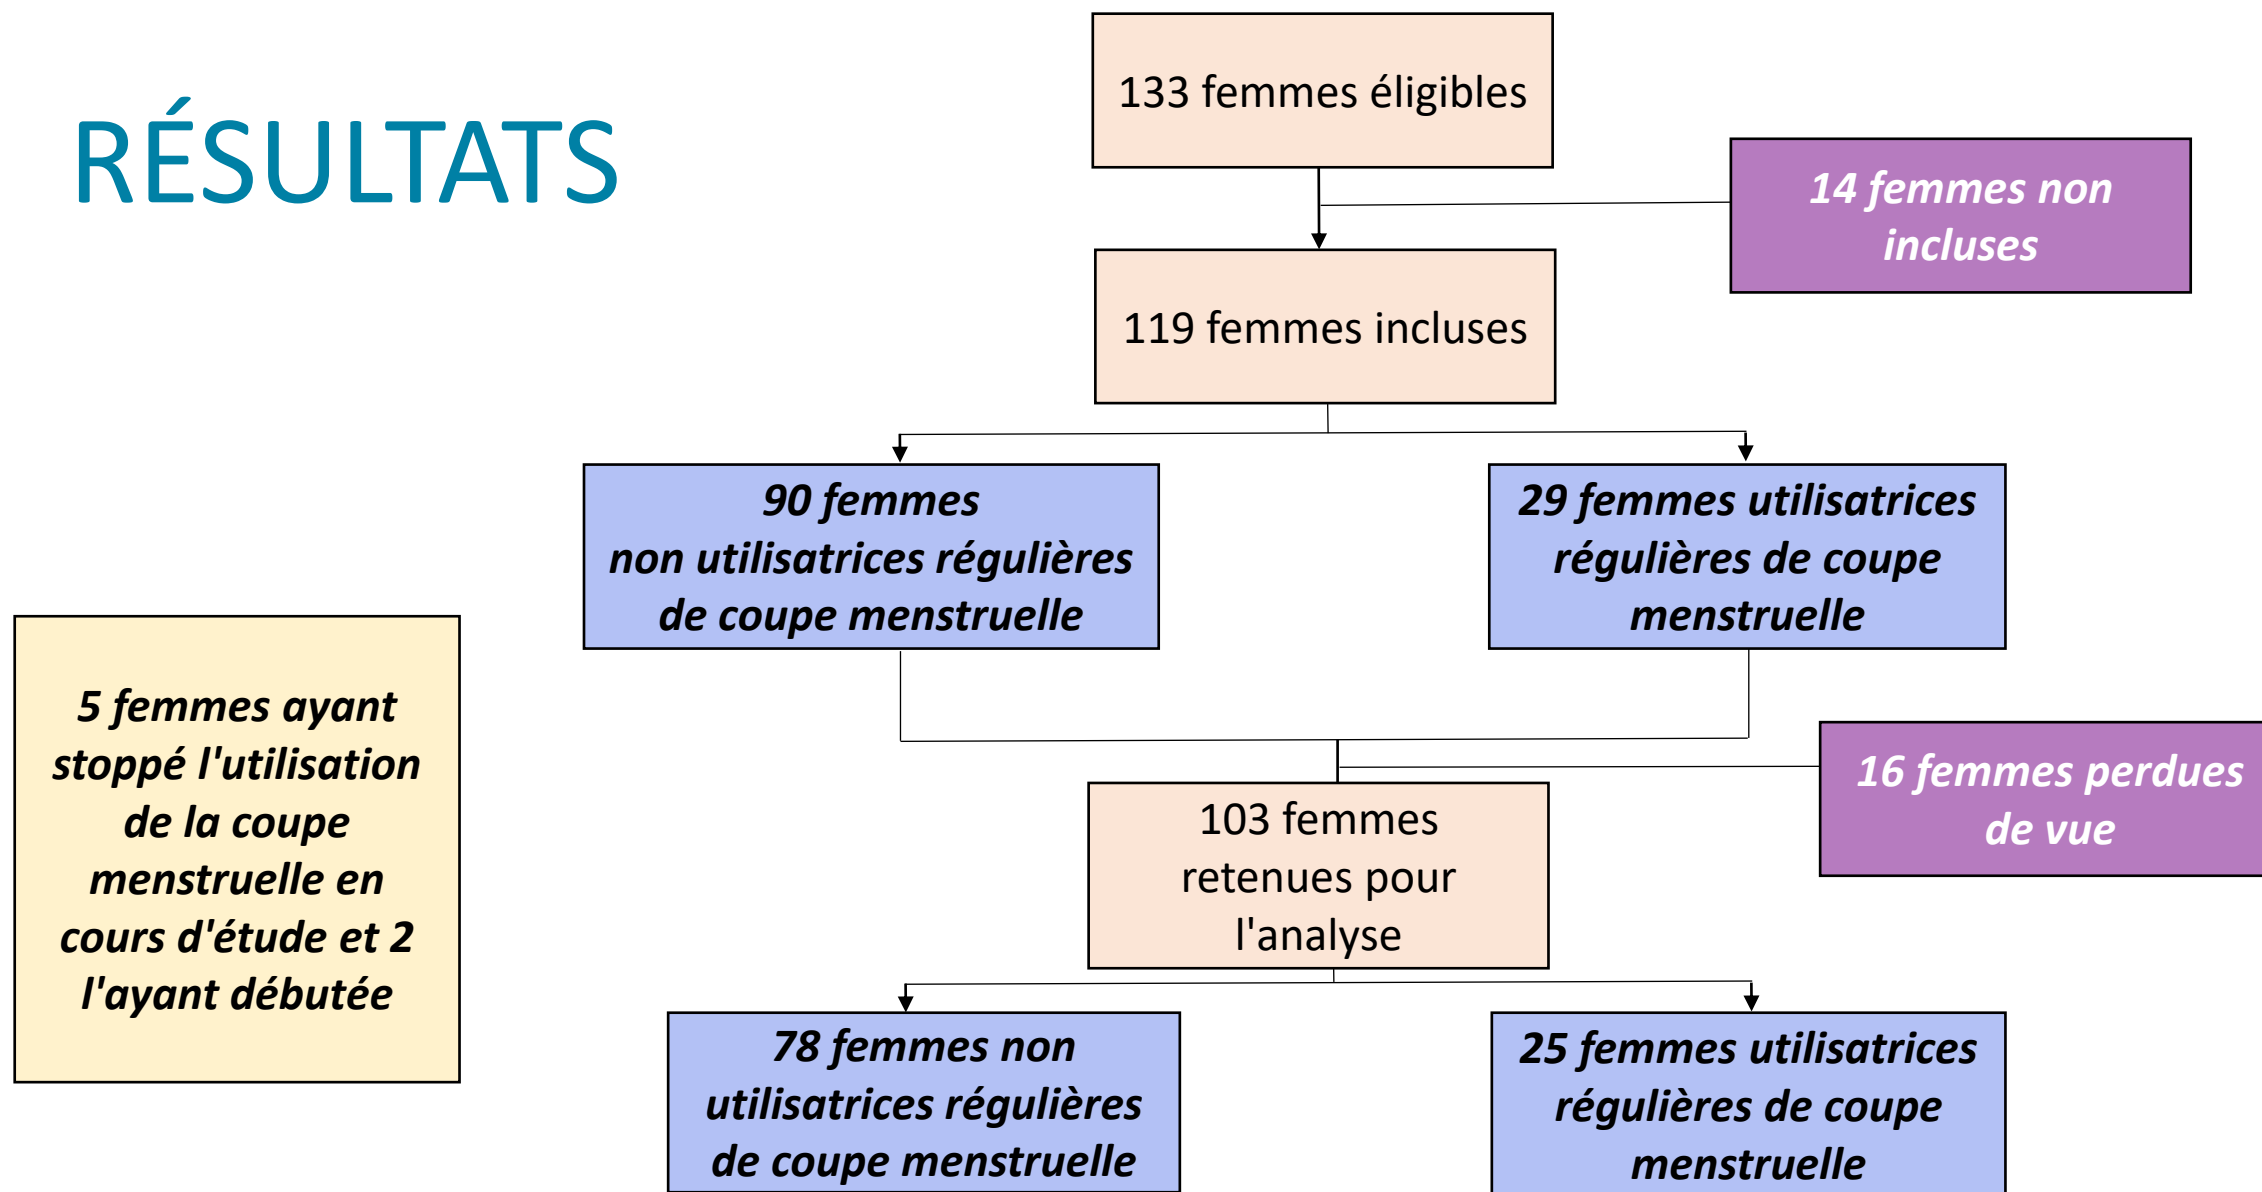 RÉSULTATS
133 femmes éligibles
14 femmes non
incluses
119 femmes incluses
90 femmes
non utilisatrices régulières
de coupe menstruelle
29 femmes utilisatrices
régulières de coupe
menstruelle
5 femmes ayant
stoppé l'utilisation
de la coupe
menstruelle en
cours d'étude et 2
l'ayant débutée
16 femmes perdues
de vue
103 femmes
retenues pour
l'analyse
78 femmes non
utilisatrices régulières
de coupe menstruelle
25 femmes utilisatrices
régulières de coupe
menstruelle